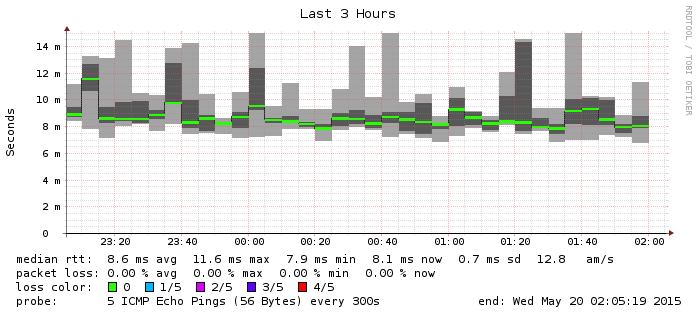 Last 3 Hours
RRDTOOL / TOBI OETIKER
Seconds
14 m
12 m
10 m
8 m
6 m
4 m
2 m
0
23:20 23:40 00:00 00:20 00:40 01:00 01:20 01:40 02:00
median rtt: 8.6 ms avg 11.6 ms max 7.9 ms min 8.1 ms now 0.7 ms sd 12.8 am/s
packet loss: 0.00 % avg 0.00 % max 0.00 % min 0.00 % now
loss color: 0 1/5 2/5 3/5 4/5
probe: 5 ICMP Echo Pings (56 Bytes) every 300s end: Wed May 20 02:05:19 2015